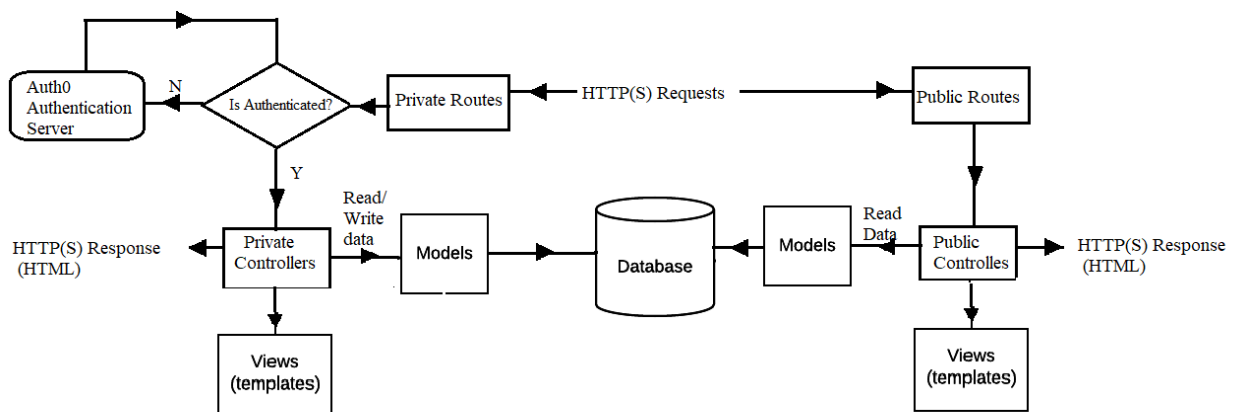 Auth0
Authentication
Server
N
Is Authenticated?
Private Routes
HTTP(S) Requests
Public Routes
Y
Read/
Write
data
HTTP(S) Response
(HTML)
Private
Controllers
Models
Database
Models
Read
Data
Public
Controlles
HTTP(S) Response
(HTML)
Views
(templates)
Views
(templates)